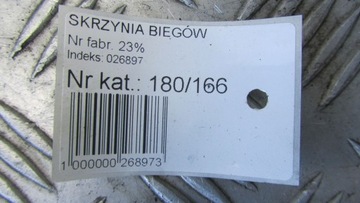 SKRZYNIA BIEGÓW
Nr fabr. 23%
Indeks: 026897
Nr kat.: 180/166
1 000000 268973